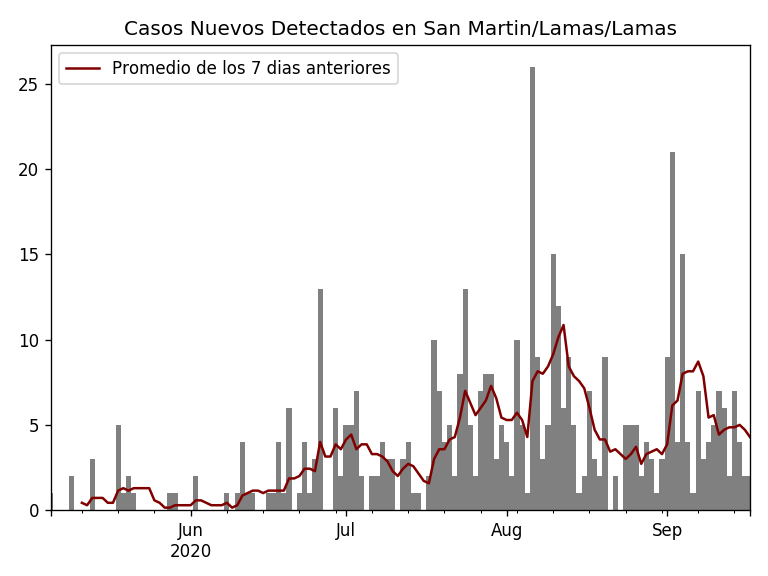 Casos Nuevos Detectados en San Martin/Lamas/Lamas
Promedio de los 7 dias anteriores
25
20
15
10
5
0
Jun
2020
Jul
Aug
Sep